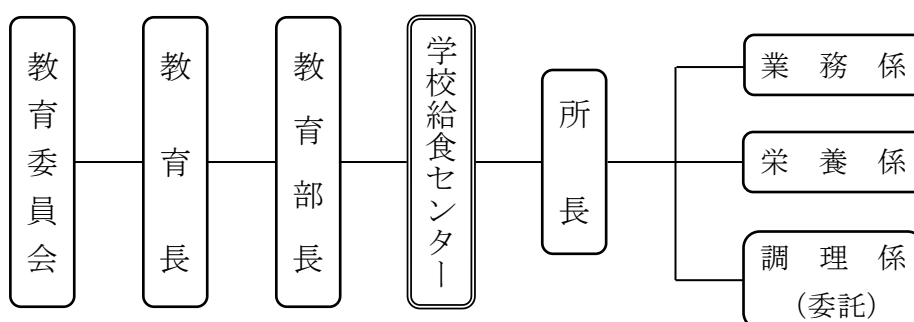 教育委員会
教育長
教育部長
学校給食センター
所長
業務係
栄養係
調理係
(委託)